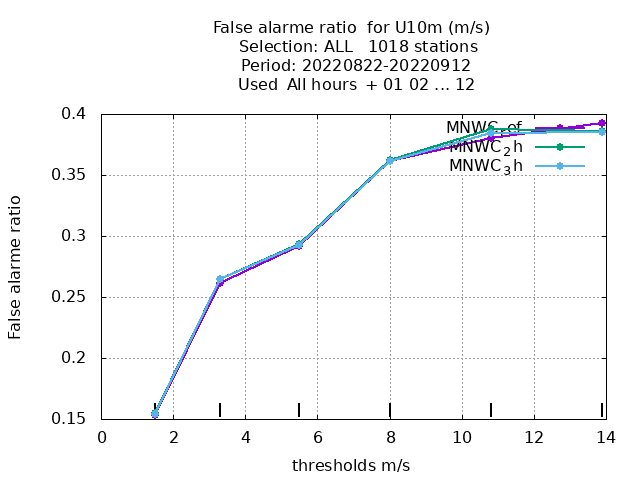 False alarme ratio  for U10m (m/s)
Selection: ALL   1018 stations
Period: 20220822-20220912
Used  All hours  + 01 02 ... 12
0.4
0.35
0.3
0.25
0.2
0.15
False alarme ratio
MNWC_2h
MNWC_3h
0 2 4 6 8 10 12 14
thresholds m/s